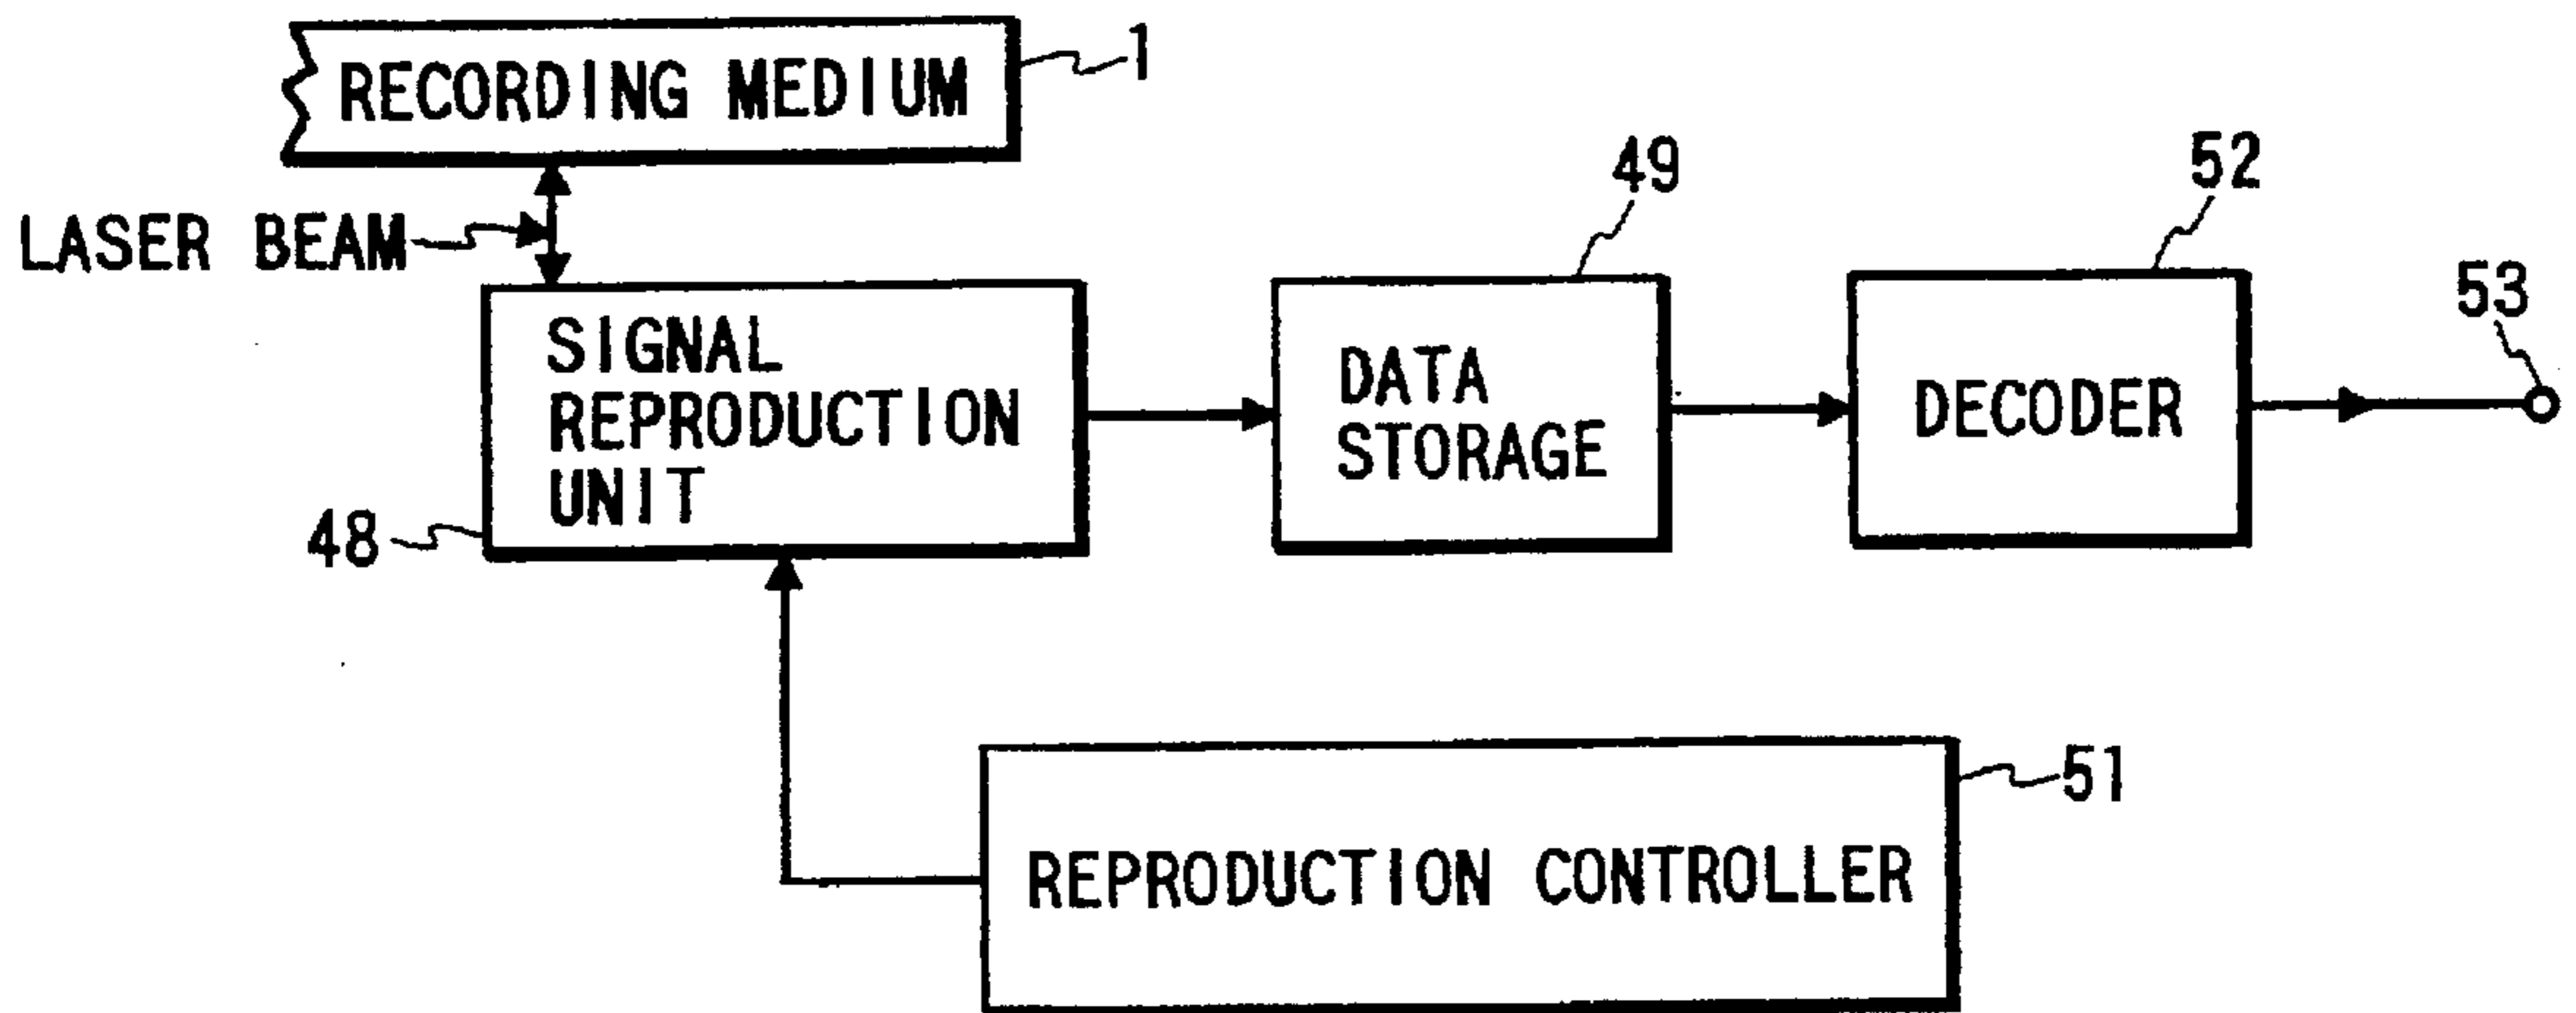 RECORDING MEDIUM
1
LASER BEAM
SIGNAL
REPRODUCTION
UNIT
48
49
DATA
STORAGE
52
DECODER
53
51
REPRODUCTION CONTROLLER